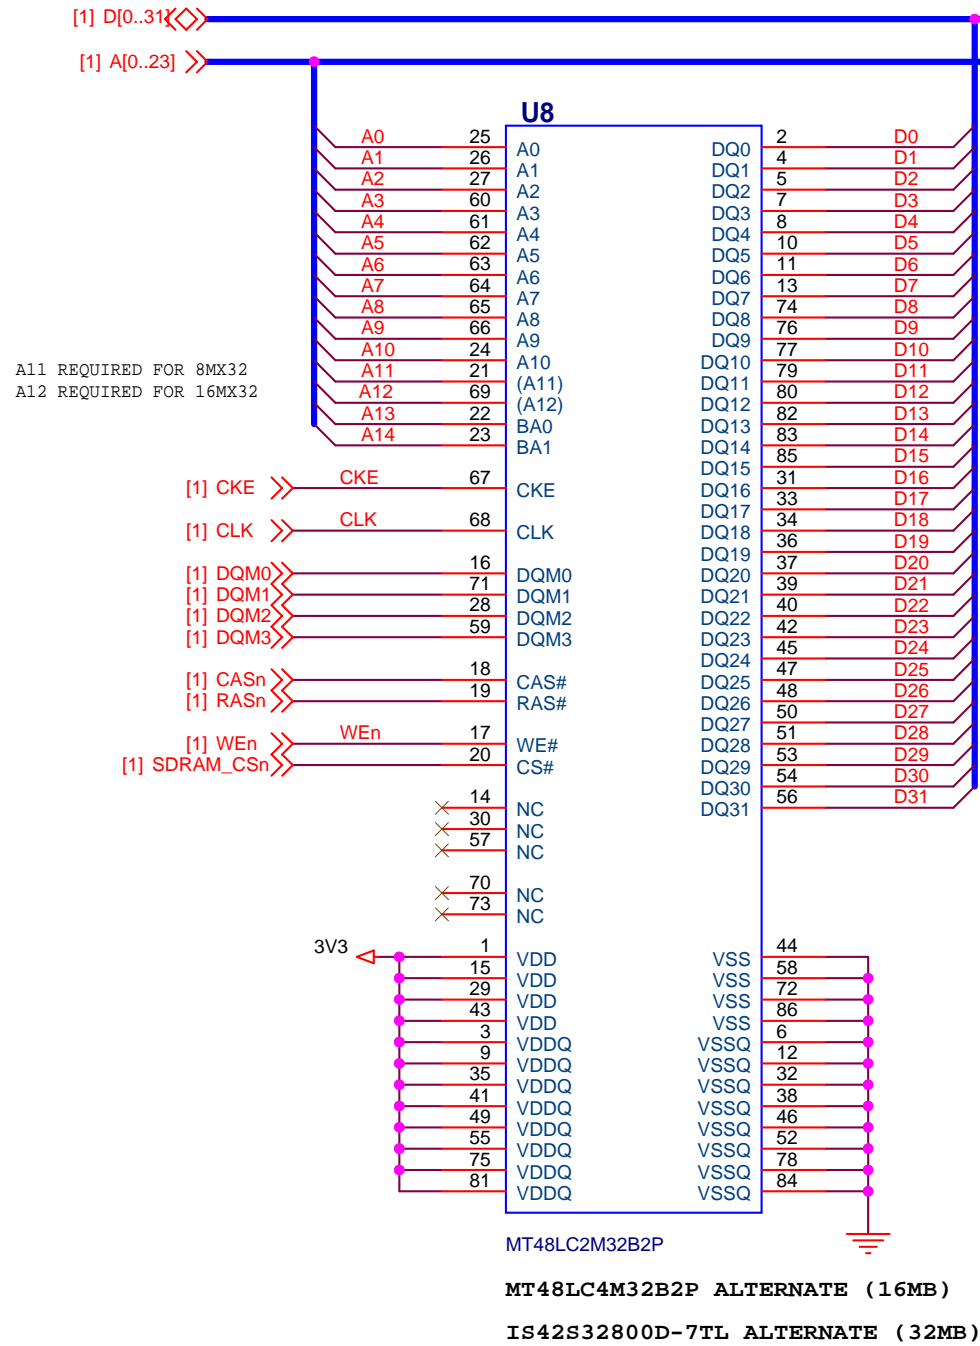 [1] D[0..31]
[1] A[0..23]
U8
A0 25 A0 DQ0 2 D0
A1 26 A1 DQ1 4 D1
A2 27 A2 DQ2 5 D2
A3 60 A3 DQ3 7 D3
A4 61 A4 DQ4 8 D4
A5 62 A5 DQ5 10 D5
A6 63 A6 DQ6 11 D6
A7 64 A7 DQ7 13 D7
A8 65 A8 DQ8 74 D8
A9 66 A9 DQ9 76 D9
A10 24 A10 DQ10 77 D10
A11 REQUIRED FOR 8MX32 A11 21 (A11) DQ11 79 D11
A12 REQUIRED FOR 16MX32 A12 69 (A12) DQ12 80 D12
A13 22 BA0 DQ13 82 D13
A14 23 BA1 DQ14 83 D14
DQ15 85 D15
[1] CKE CKE 67 CKE DQ16 31 D16
DQ17 33 D17
[1] CLK CLK 68 CLK DQ18 34 D18
DQ19 36 D19
[1] DQM0 16 DQM0 DQ20 37 D20
[1] DQM1 71 DQM1 DQ21 39 D21
[1] DQM2 28 DQM2 DQ22 40 D22
[1] DQM3 59 DQM3 DQ23 42 D23
DQ24 45 D24
[1] CASn 18 CAS# DQ25 47 D25
[1] RASn 19 RAS# DQ26 48 D26
DQ27 50 D27
[1] WEn WEn 17 WE# DQ28 51 D28
[1] SDRAM_CSn 20 CS# DQ29 53 D29
DQ30 54 D30
14 NC DQ31 56 D31
30 NC
57 NC
70 NC
73 NC
3V3 1 VDD VSS 44
15 VDD VSS 58
29 VDD VSS 72
43 VDD VSS 86
3 VDDQ VSSQ 6
9 VDDQ VSSQ 12
35 VDDQ VSSQ 32
41 VDDQ VSSQ 38
49 VDDQ VSSQ 46
55 VDDQ VSSQ 52
75 VDDQ VSSQ 78
81 VDDQ VSSQ 84
MT48LC2M32B2P
MT48LC4M32B2P ALTERNATE (16MB)
IS42S32800D-7TL ALTERNATE (32MB)